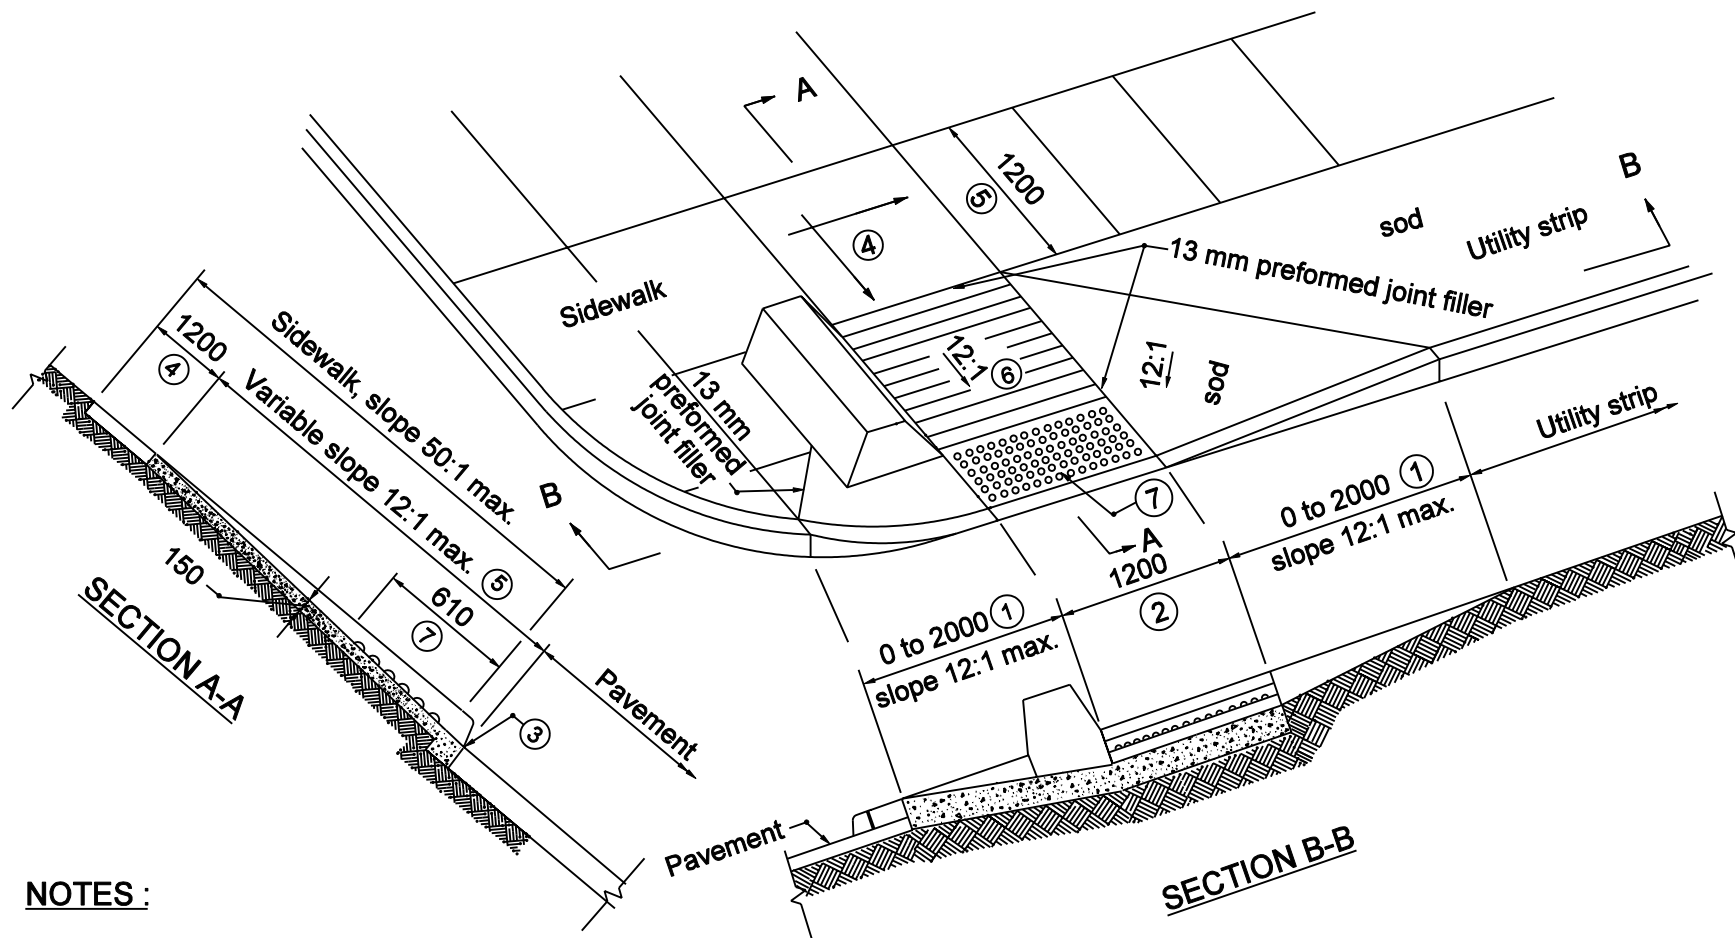 A
1200
5
4
B
sod
Utility strip
13 mm preformed joint filler
Sidewalk
12:1
6
12:1
sod
13 mm
preformed
joint filler
B
7
A
Sidewalk, slope 50:1 max.
1200
4
Variable slope 12:1 max. 5
150
610
7
Pavement
3
SECTION A-A
Utility strip
0 to 2000 1
slope 12:1 max.
1200
2
0 to 2000 1
slope 12:1 max.
Pavement
SECTION B-B
NOTES :